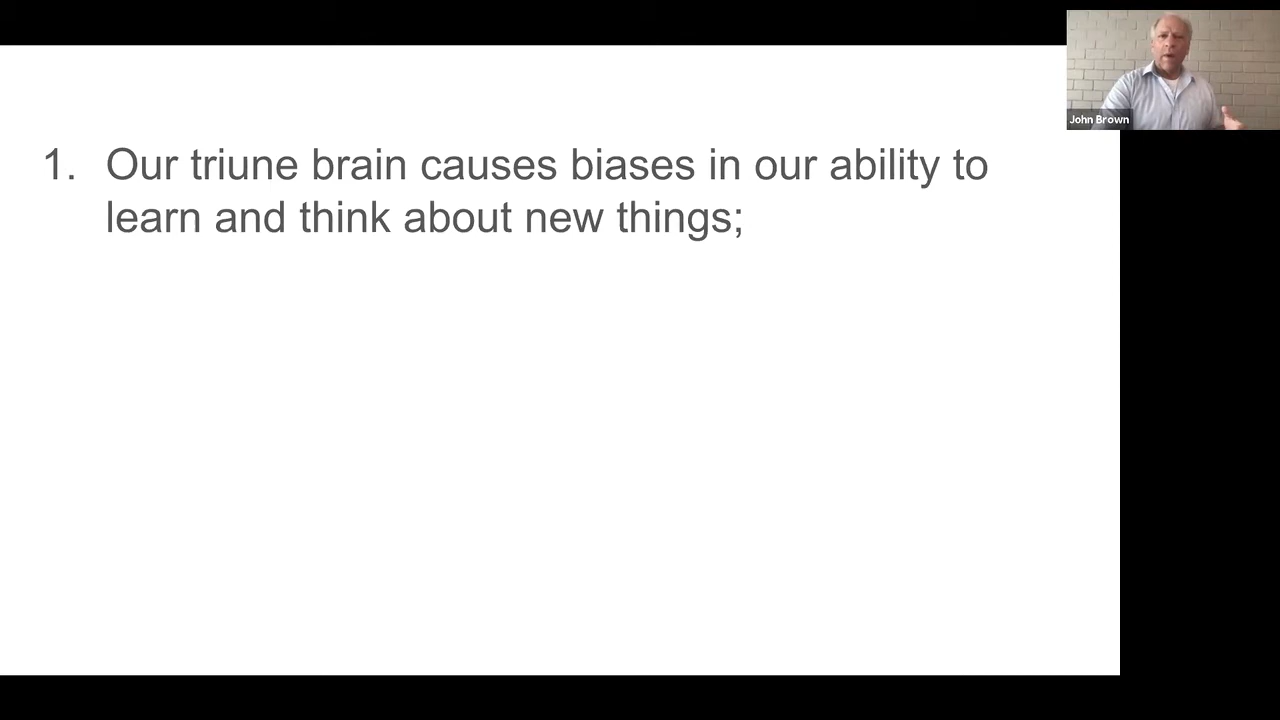 1. Our triune brain causes biases in our ability to
learn and think about new things;
John Brown